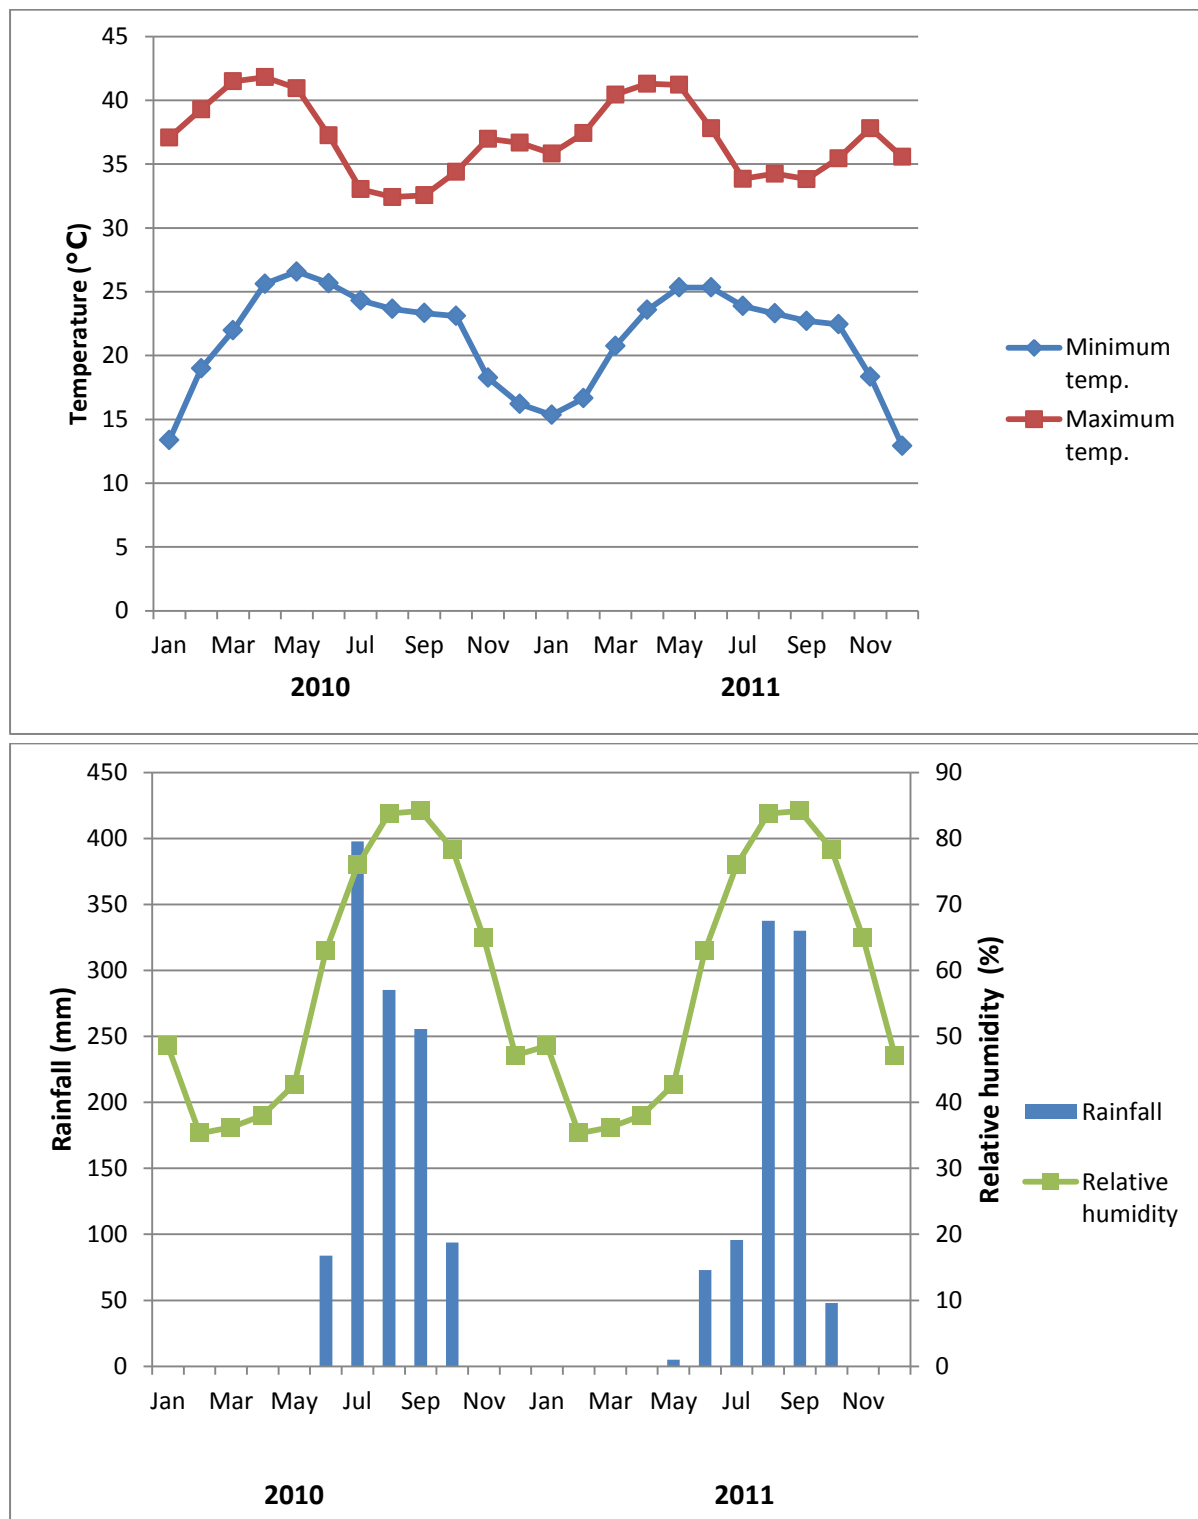 45
40
35
30
25
20
15
10
5
0
Temperature (°C)
Jan Mar May Jul Sep Nov Jan Mar May Jul Sep Nov
2010 2011
Minimum
temp.
Maximum
temp.
450
400
350
300
250
200
150
100
50
0
Rainfall (mm)
90
80
70
60
50
40
30
20
10
0
Relative humidity (%)
Jan Mar May Jul Sep Nov Jan Mar May Jul Sep Nov
2010 2011
Rainfall
Relative
humidity